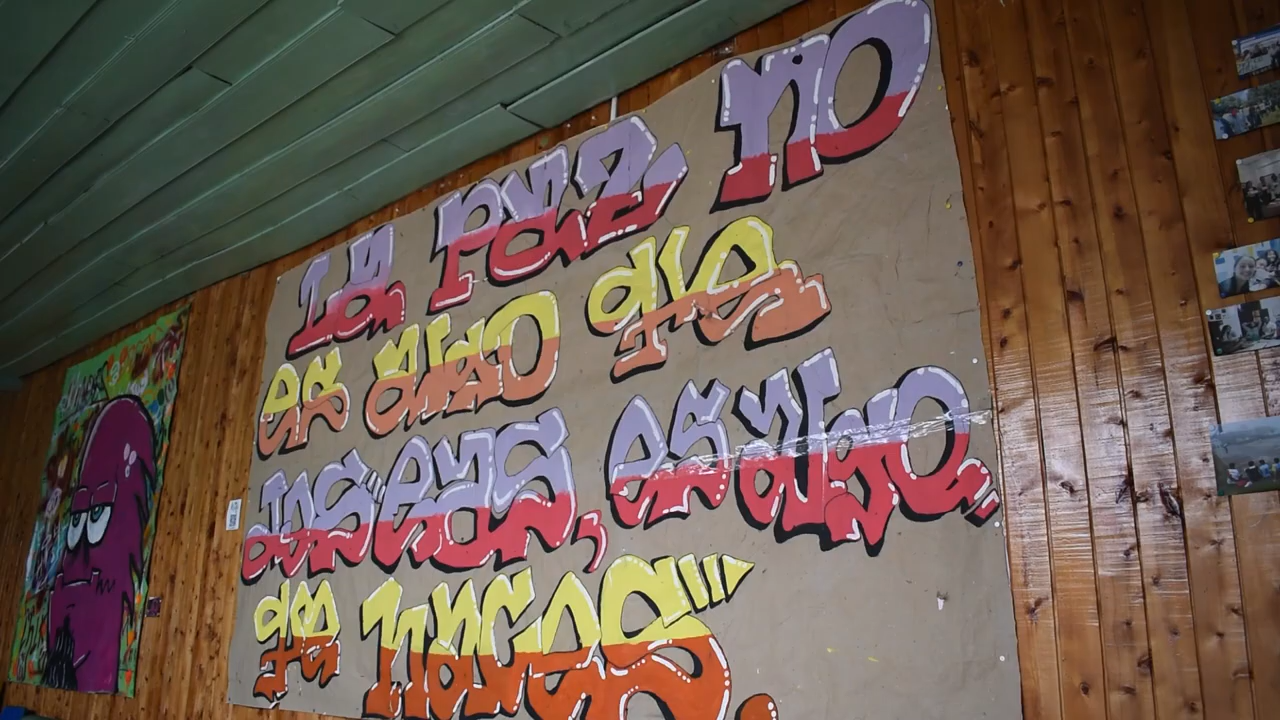 La paz no
es algo que
deseas, es algo
que haces